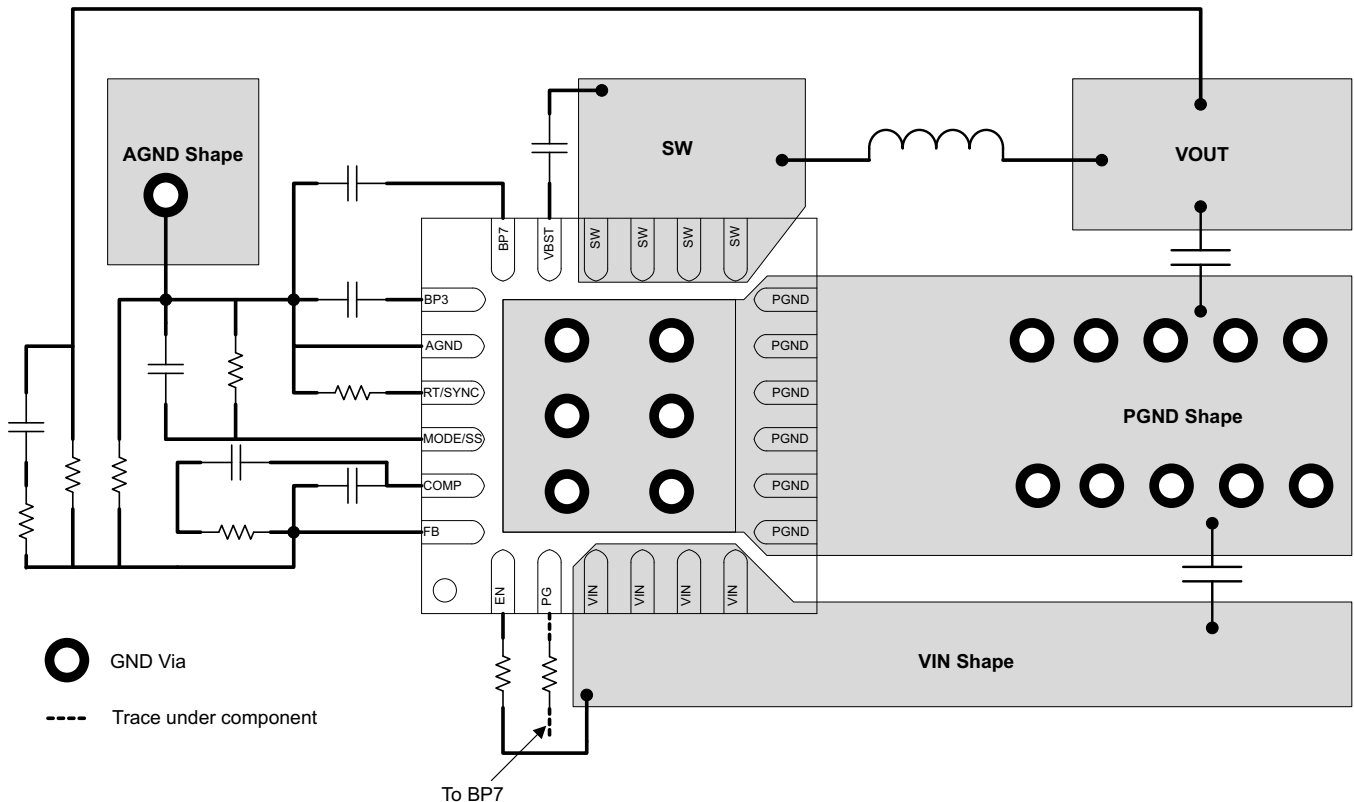 AGND Shape
SW
VOUT
BP7
VBST
SW
SW
SW
SW
BP3
AGND
RT/SYNC
MODE/SS
COMP
FB
PGND
PGND
PGND
PGND
PGND
PGND
PGND Shape
EN
PG
VIN
VIN
VIN
VIN
VIN Shape
GND Via
Trace under component
To BP7